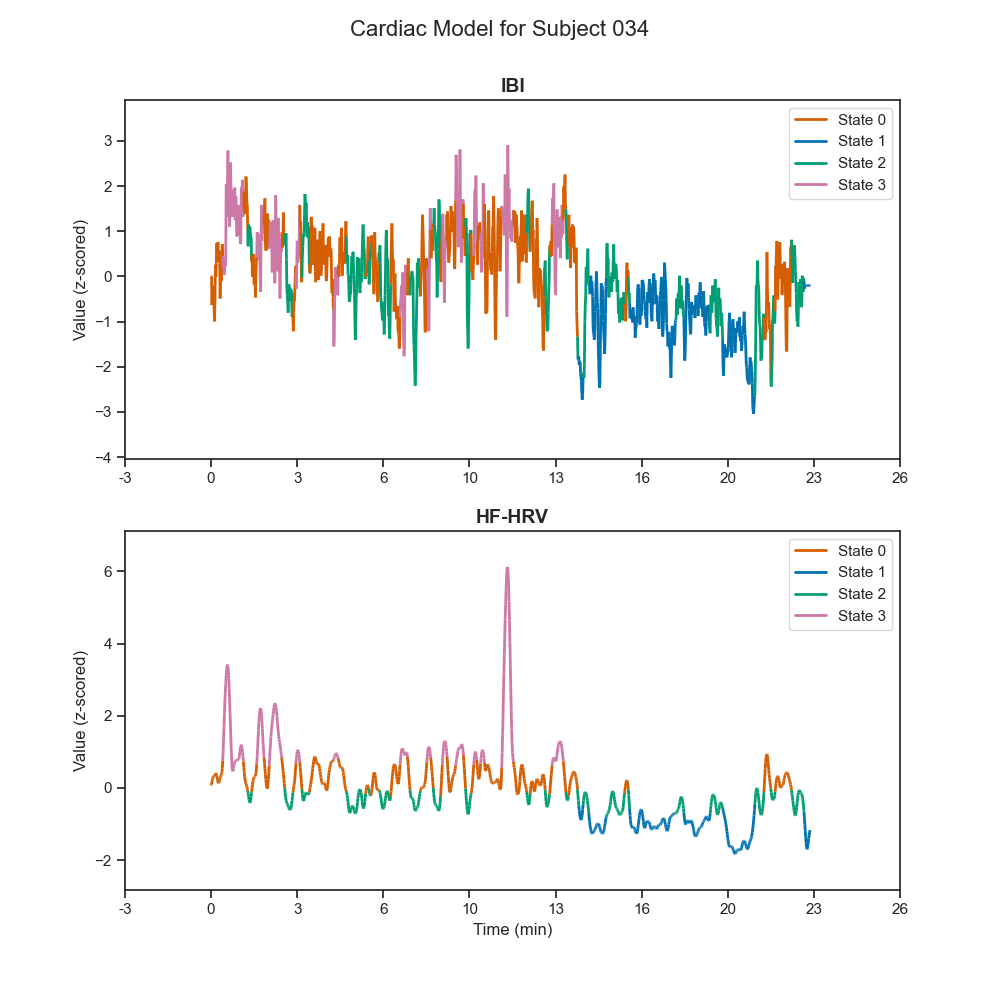 Cardiac Model for Subject 034
IBI
Value (z-scored)
3
2
1
0
−1
−2
−3
−4
-3
0
3
6
10
13
16
20
23
26
State 0
State 1
State 2
State 3
HF-HRV
Value (z-scored)
6
4
2
0
−2
-3
0
3
6
10
13
16
20
23
26
State 0
State 1
State 2
State 3
Time (min)